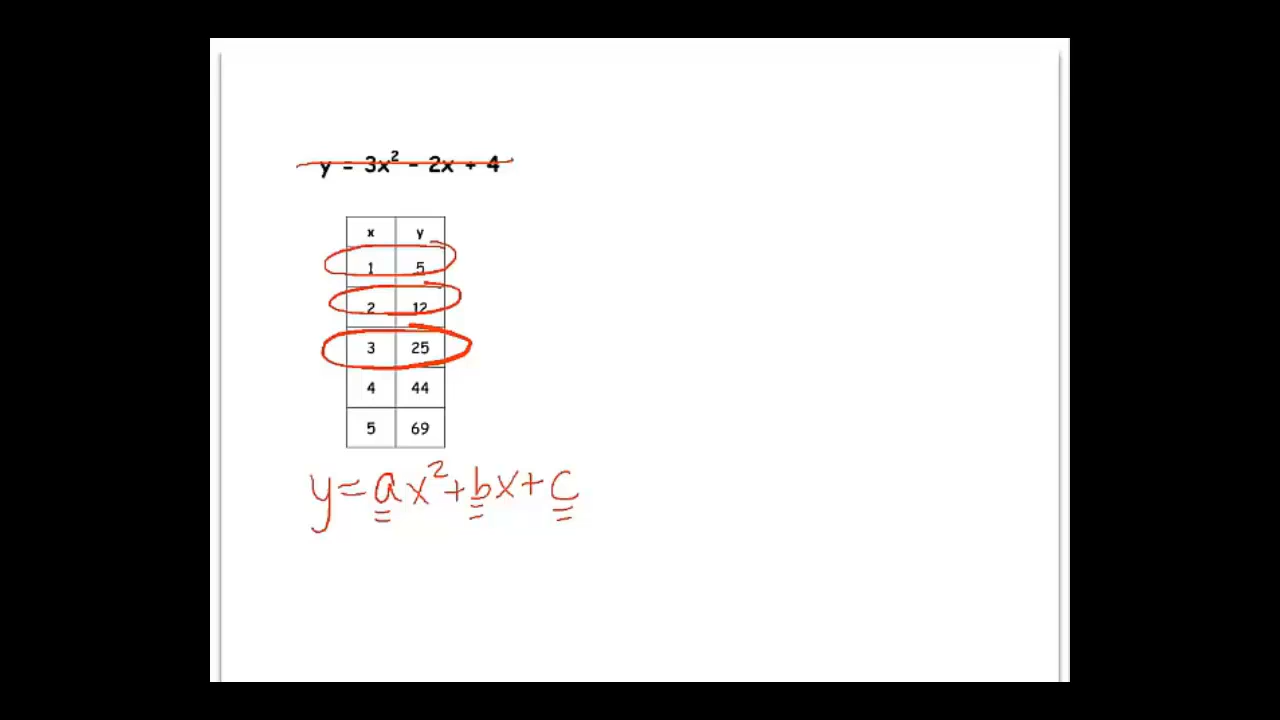 y = 3x² - 2x + 4
x y
1 5
2 12
3 25
4 44
5 69
y=ax²+bx+c